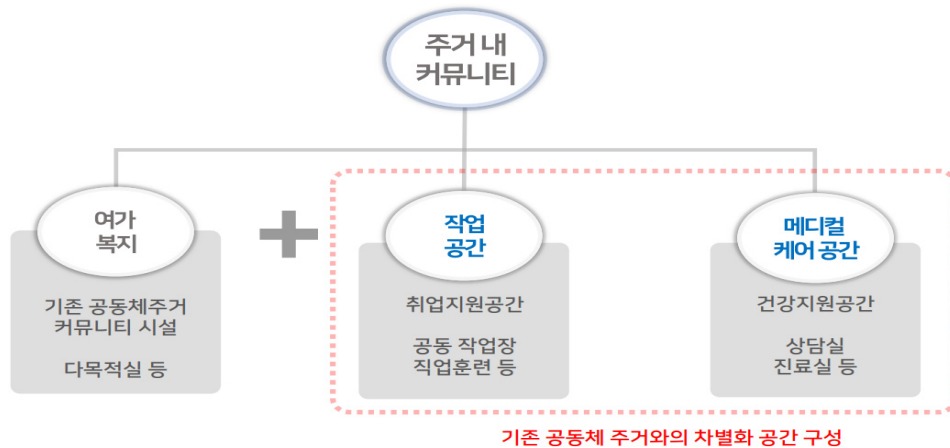 주거 내
커뮤니티
여가
복지
기존 공동체주거
커뮤니티 시설
다목적실 등
작업
공간
취업지원공간
공동 작업장
직업훈련 등
메디컬
케어 공간
건강지원공간
상담실
진료실 등
기존 공동체 주거와의 차별화 공간 구성